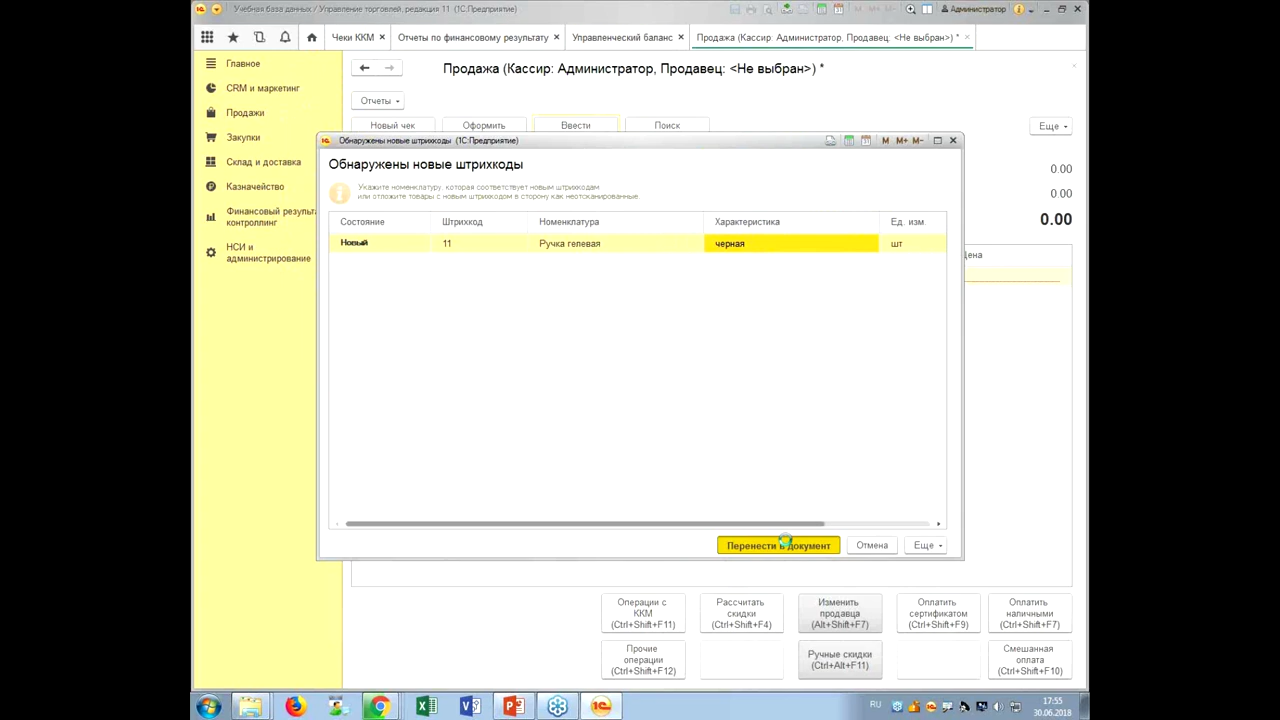 Учебная база данных / Управление торговлей, редакция 11 (1С:Предприятие)
M M+ M-
Администратор
Чеки ККМ
Отчеты по финансовому результату
Управленческий баланс
Продажа (Кассир: Администратор, Продавец: <Не выбран>) *
Главное
CRM и маркетинг
Продажи
Закупки
Склад и доставка
Казначейство
Финансовый результ
контроллинг
НСИ и
администрирование
Продажа (Кассир: Администратор, Продавец: <Не выбран>) *
Отчеты
Новый чек
Оформить
Ввести
Поиск
Еще
0.00
0.00
0.00
Цена
Обнаружены новые штрихкоды (1С:Предприятие)
M M+ M-
Обнаружены новые штрихкоды
Укажите номенклатуру, которая соответствует новым штрихкодам
или отложите товары с новым штрихкодом в сторону как неотсканированные.
Состояние Штрихкод Номенклатура Характеристика Ед. изм.
Новый 11 Ручка гелевая черная шт
Перенести в документ
Отмена
Еще
Операции с
ККМ
(Ctrl+Shift+F11)
Рассчитать
скидки
(Ctrl+Shift+F4)
Изменить
продавца
(Alt+Shift+F7)
Оплатить
сертификатом
(Ctrl+Shift+F9)
Оплатить
наличными
(Ctrl+Shift+F7)
Прочие
операции
(Ctrl+Shift+F12)
Ручные скидки
(Ctrl+Alt+F11)
Смешанная
оплата
(Ctrl+Shift+F10)
RU
17:55
30.06.2018